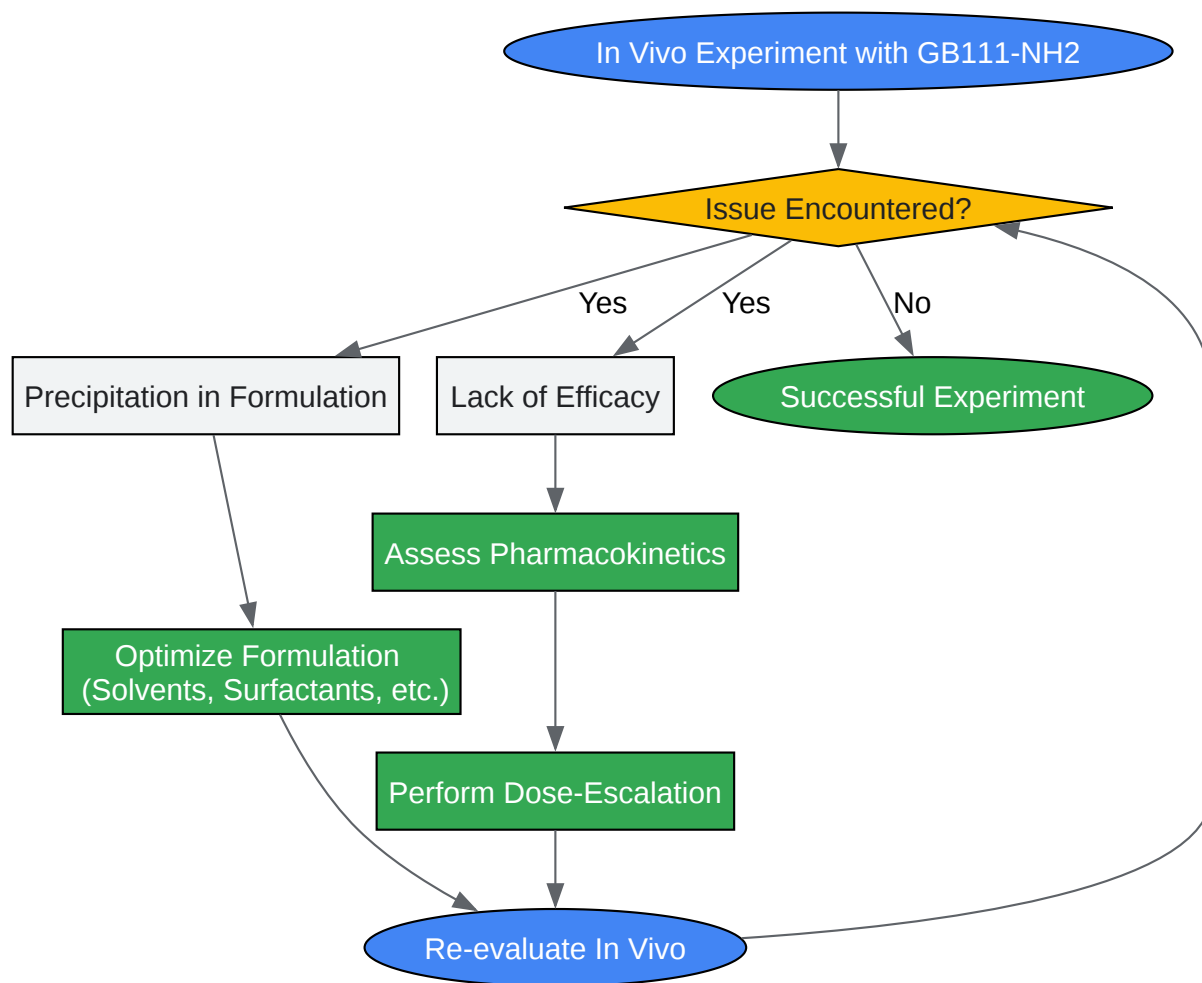 In Vivo Experiment with GB111-NH2
Issue Encountered?
Yes
Yes
No
Precipitation in Formulation
Lack of Efficacy
Successful Experiment
Assess Pharmacokinetics
Optimize Formulation
(Solvents, Surfactants, etc.)
Perform Dose-Escalation
Re-evaluate In Vivo